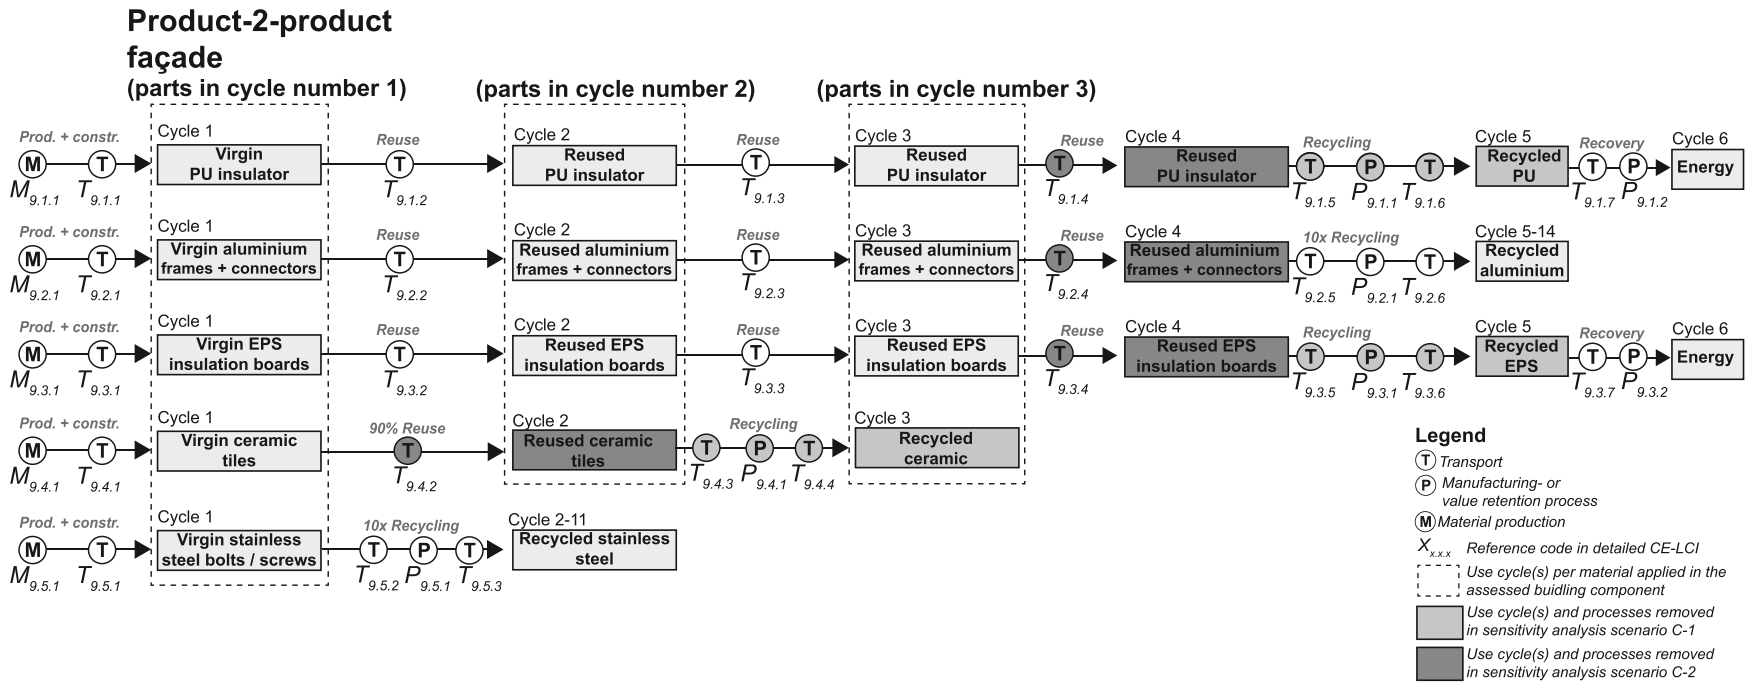 Product-2-product
façade
(parts in cycle number 1)
(parts in cycle number 2)
(parts in cycle number 3)
Prod. + constr.
M
T
M9.1.1
T9.1.1
Cycle 1
Virgin
PU insulator
Reuse
T
T9.1.2
Cycle 2
Reused
PU insulator
Reuse
T
T9.1.3
Cycle 3
Reused
PU insulator
Reuse
T
T9.1.4
Cycle 4
Reused
PU insulator
Recycling
T
P
T
T9.1.5
P9.1.1
T9.1.6
Cycle 5
Recycled
PU
Recovery
T
P
T9.1.7
P9.1.2
Cycle 6
Energy
Prod. + constr.
M
T
M9.2.1
T9.2.1
Cycle 1
Virgin aluminium
frames + connectors
Reuse
T
T9.2.2
Cycle 2
Reused aluminium
frames + connectors
Reuse
T
T9.2.3
Cycle 3
Reused aluminium
frames + connectors
Reuse
T
T9.2.4
Cycle 4
Reused aluminium
frames + connectors
10x Recycling
T
P
T
T9.2.5
P9.2.1
T9.2.6
Cycle 5-14
Recycled
aluminium
Prod. + constr.
M
T
M9.3.1
T9.3.1
Cycle 1
Virgin EPS
insulation boards
Reuse
T
T9.3.2
Cycle 2
Reused EPS
insulation boards
Reuse
T
T9.3.3
Cycle 3
Reused EPS
insulation boards
Reuse
T
T9.3.4
Cycle 4
Reused EPS
insulation boards
Recycling
T
P
T
T9.3.5
P9.3.1
T9.3.6
Cycle 5
Recycled
EPS
Recovery
T
P
T9.3.7
P9.3.2
Cycle 6
Energy
Prod. + constr.
M
T
M9.4.1
T9.4.1
Cycle 1
Virgin ceramic
tiles
90% Reuse
T
T9.4.2
Cycle 2
Reused ceramic
tiles
Recycling
T
P
T
T9.4.3
P9.4.1
T9.4.4
Cycle 3
Recycled
ceramic
Prod. + constr.
M
T
M9.5.1
T9.5.1
Cycle 1
Virgin stainless
steel bolts / screws
10x Recycling
T
P
T
T9.5.2
P9.5.1
T9.5.3
Cycle 2-11
Recycled stainless
steel
Legend
T Transport
P Manufacturing- or
value retention process
M Material production
Xx.x.x Reference code in detailed CE-LCI
Use cycle(s) per material applied in the
assessed buidling component
Use cycle(s) and processes removed
in sensitivity analysis scenario C-1
Use cycle(s) and processes removed
in sensitivity analysis scenario C-2